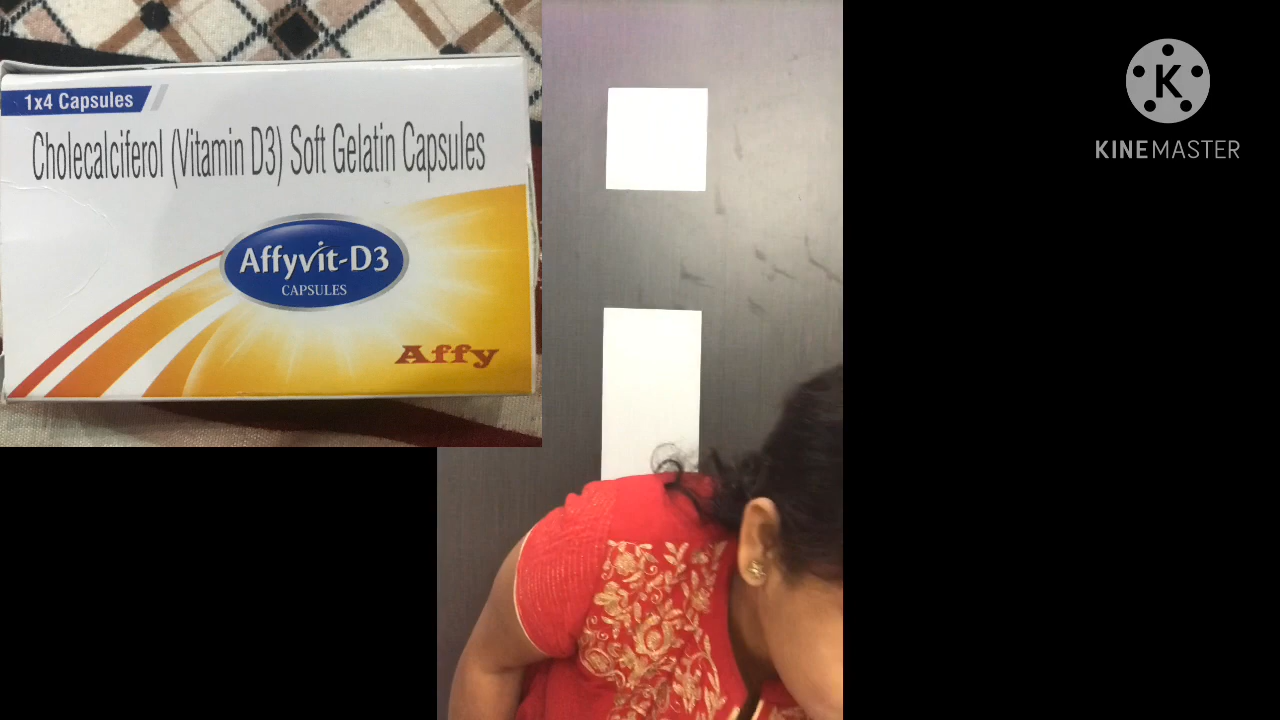 1x4 Capsules
Cholecalciferol (Vitamin D3) Soft Gelatin Capsules
Affyvit-D3
CAPSULES
Affy
K
KINEMASTER